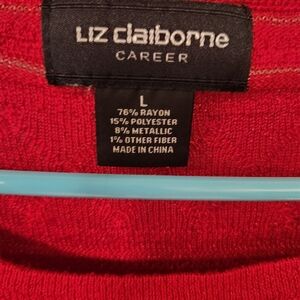 LIZ claiborne
CAREER
L
76% RAYON
15% POLYESTER
8% METALLIC
1% OTHER FIBER
MADE IN CHINA